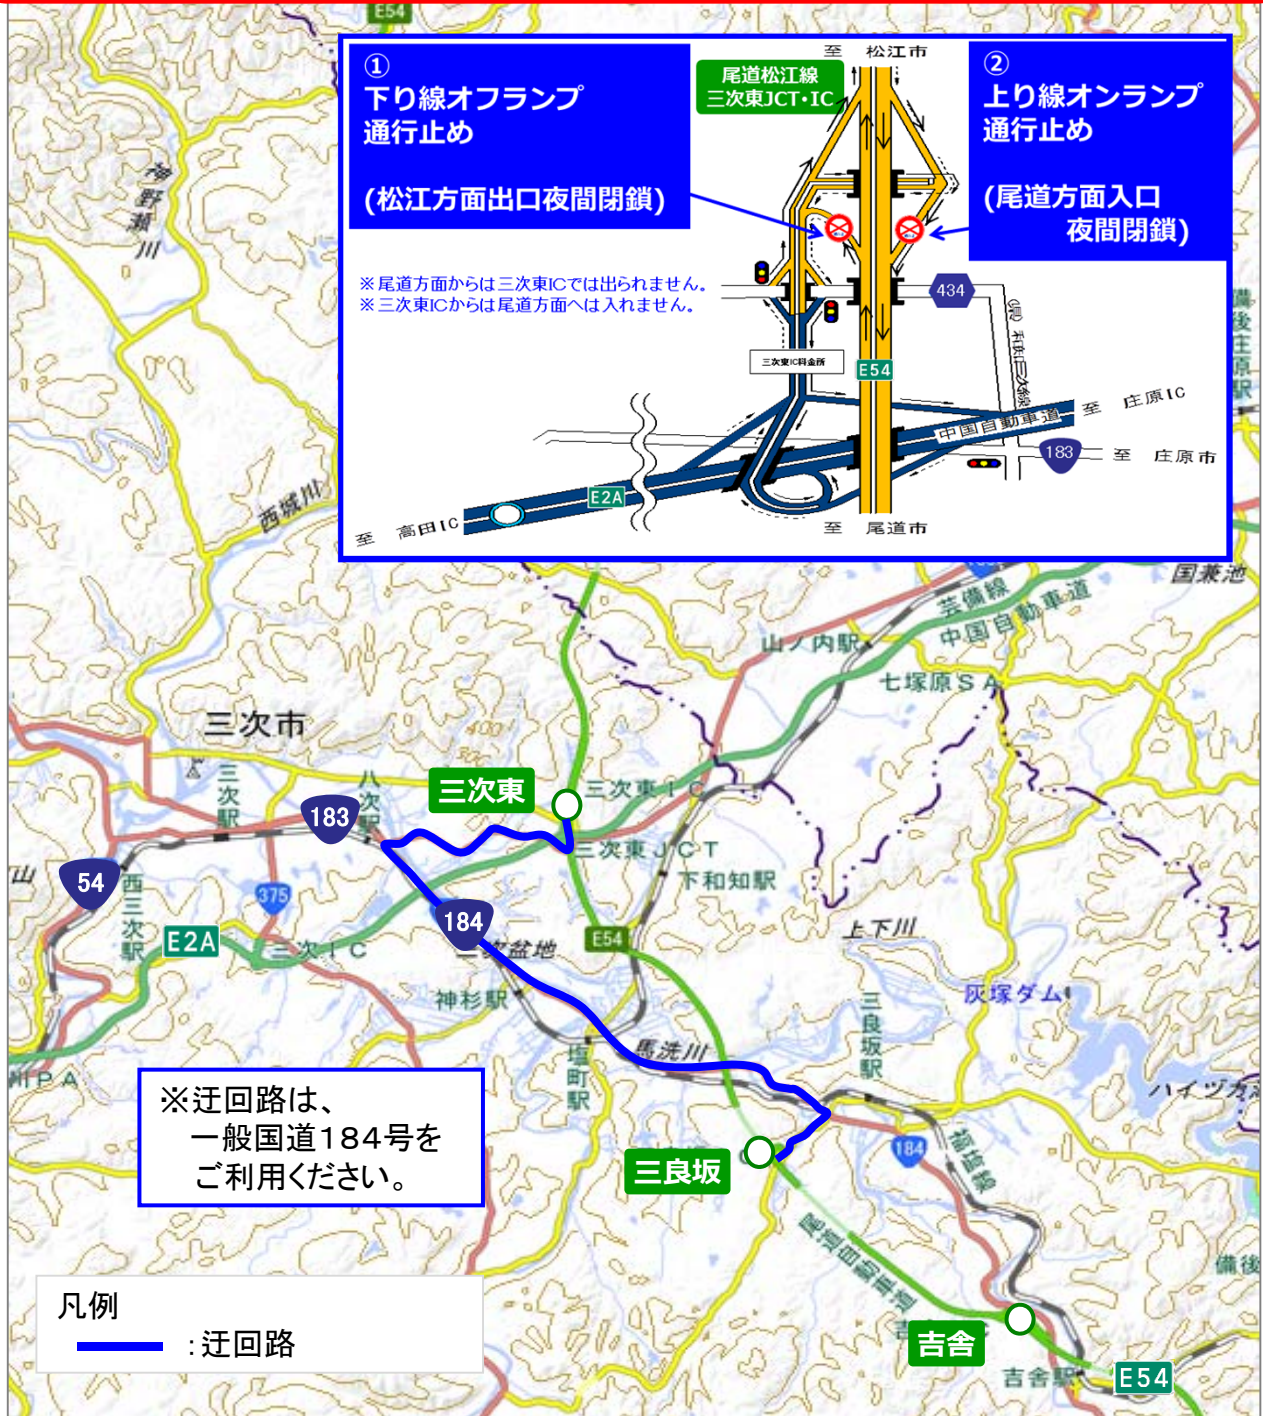 E54
①
下り線オフランプ
通行止め
(松江方面出口夜間閉鎖)
尾道松江線
三次東JCT・IC
至 松江市
②
上り線オンランプ
通行止め
(尾道方面入口
夜間閉鎖)
※尾道方面からは三次東ICでは出られません。
※三次東ICからは尾道方面へは入れません。
434
三次東IC料金所
E54
中国自動車道
至 庄原IC
183
至 庄原市
E2A
至 高田IC
至 尾道市
神野瀬川
西城川
備後庄原駅
国兼池
芸備線
中国自動車道
山ノ内駅
七塚原SA
三次市
三次駅
八次駅
183
三次東
三次東IC
三次東JCT
下和知駅
54
西三次駅
375
184
E2A
三次IC
三次盆地
E54
上下川
灰塚ダム
神杉駅
塩町駅
馬洗川
三良坂駅
※迂回路は、
一般国道184号を
ご利用ください。
三良坂
184
福塩線
尾道自動車道
吉舎
吉舎駅
E54
凡例
:迂回路